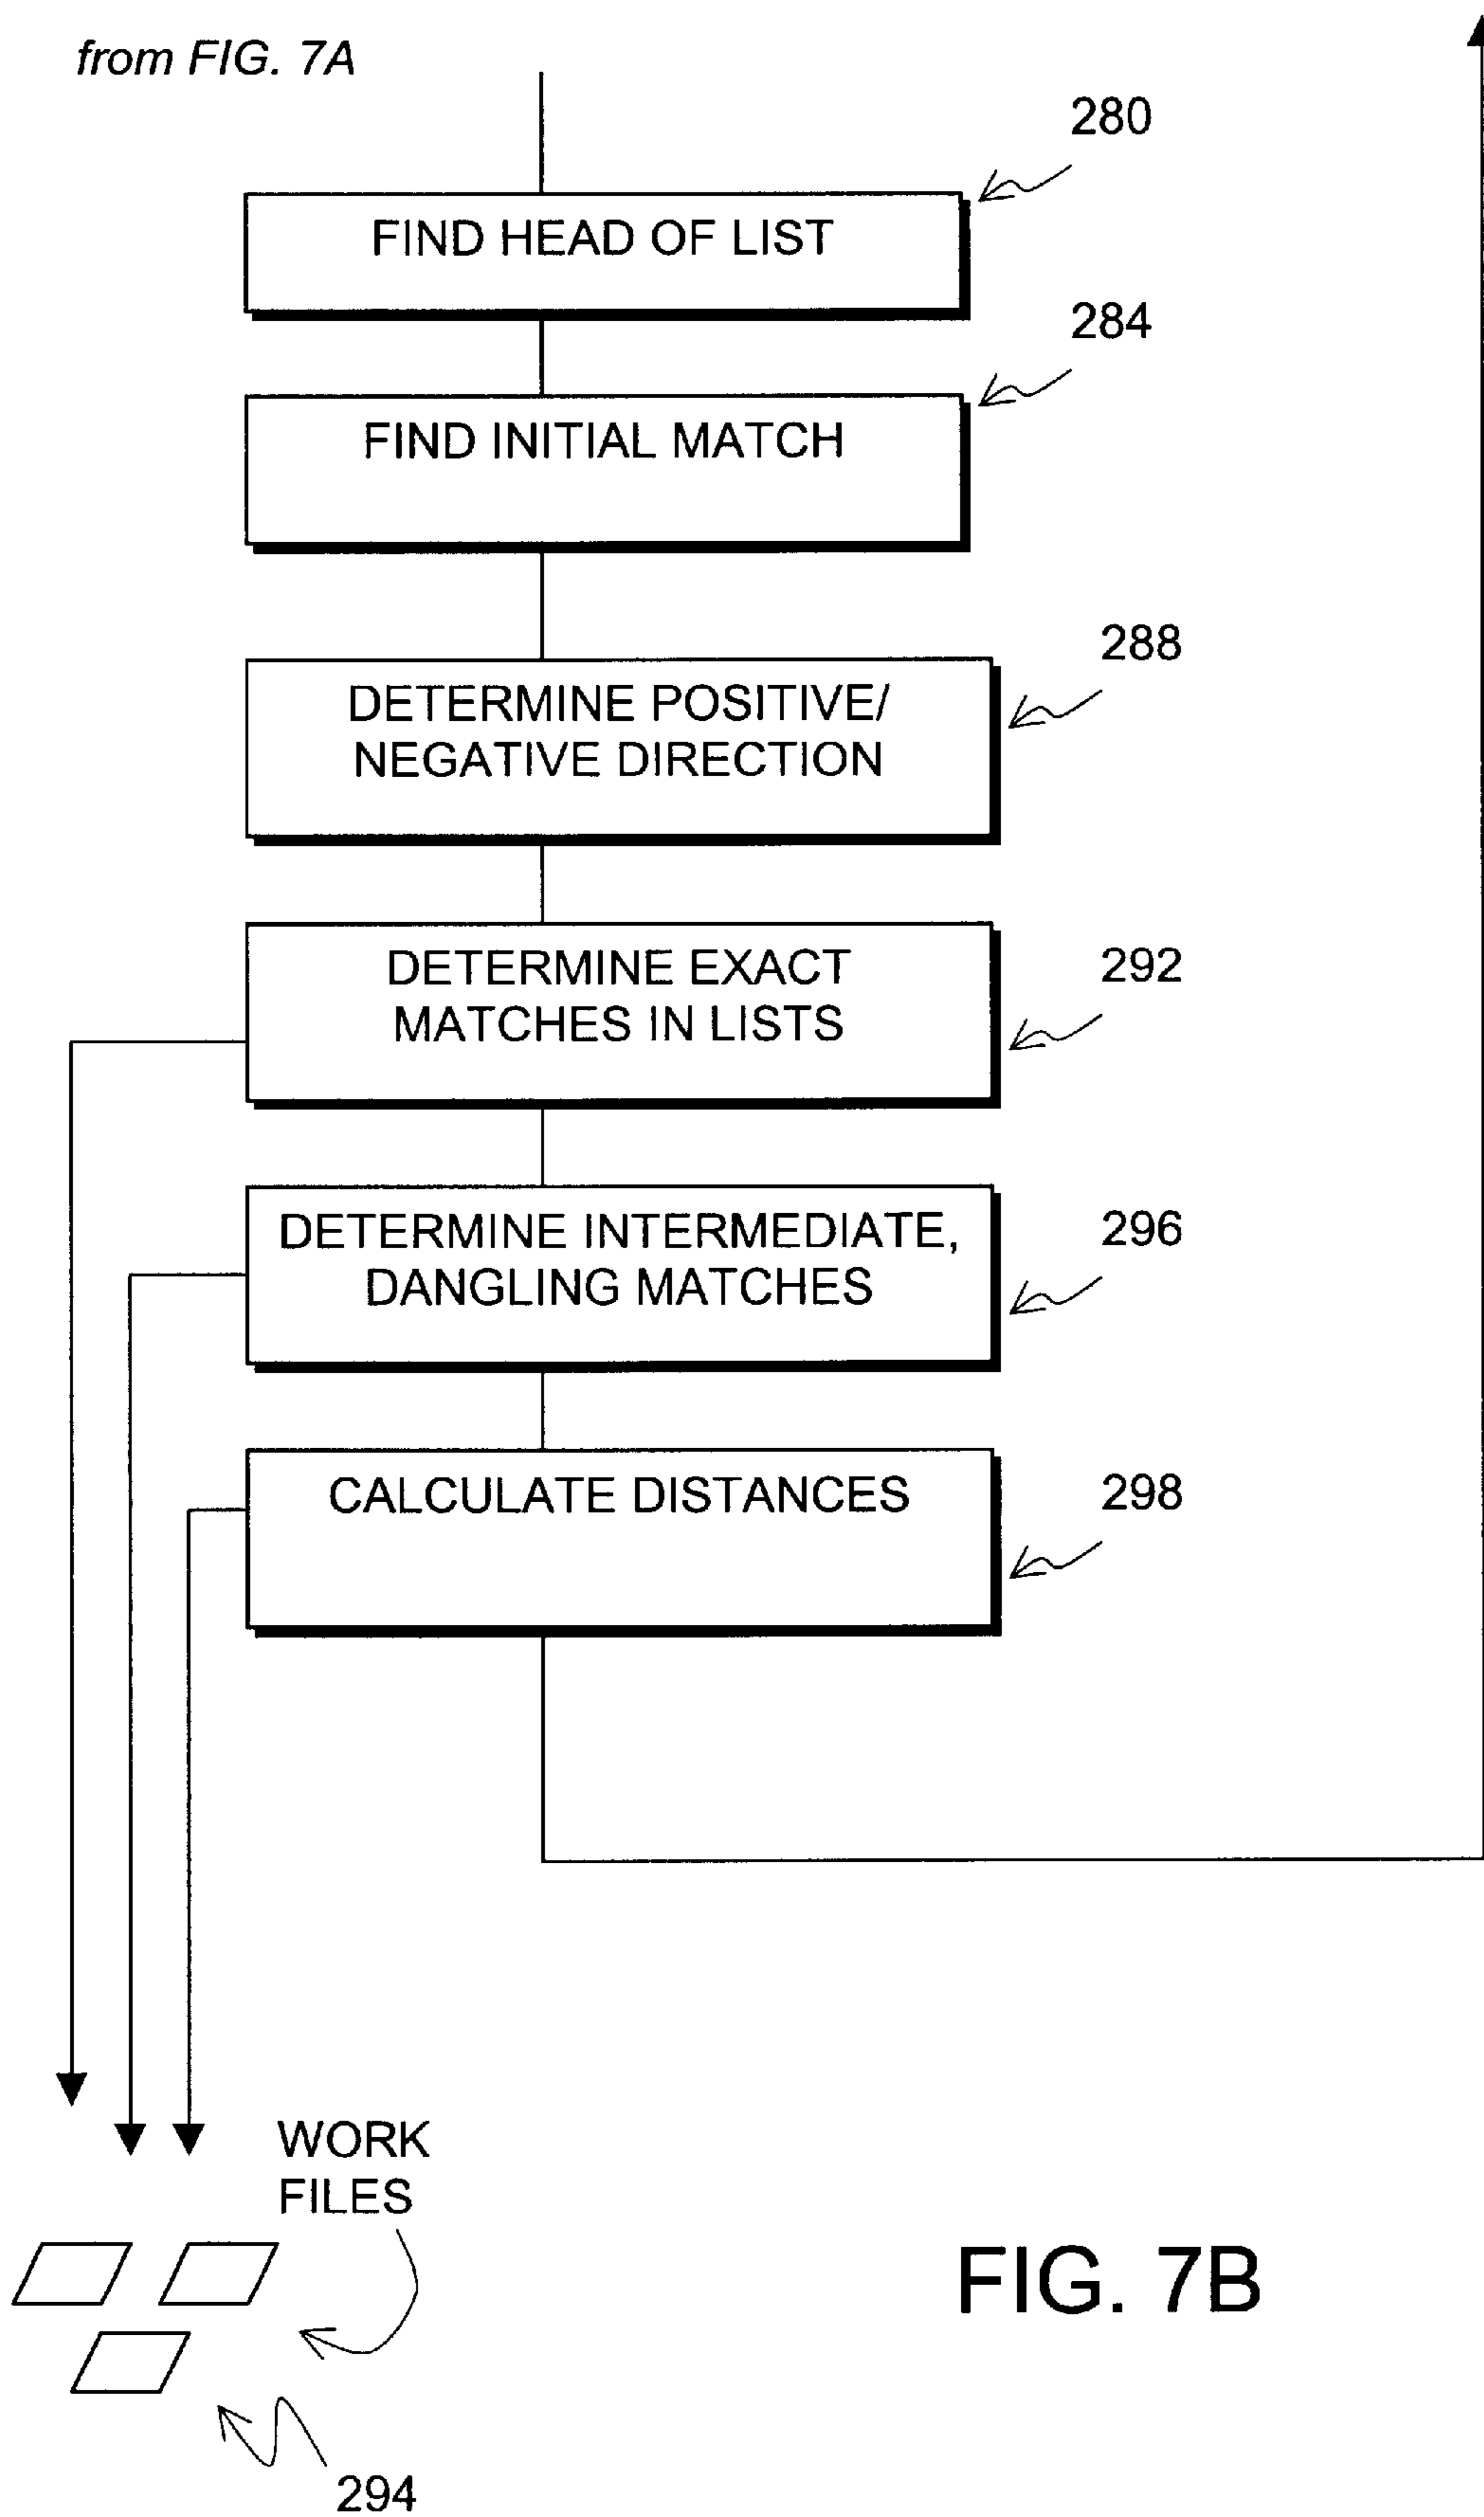 from FIG. 7A
280
FIND HEAD OF LIST
284
FIND INITIAL MATCH
288
DETERMINE POSITIVE/
NEGATIVE DIRECTION
292
DETERMINE EXACT
MATCHES IN LISTS
296
DETERMINE INTERMEDIATE,
DANGLING MATCHES
298
CALCULATE DISTANCES
WORK
FILES
FIG. 7B
294